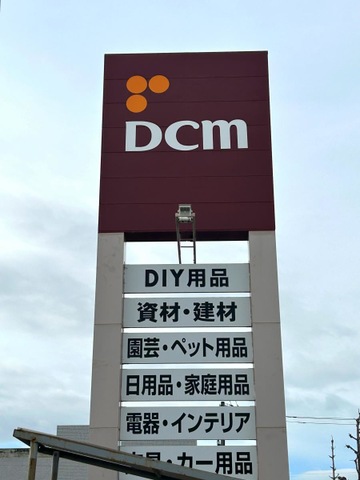 DCM
DIY用品
資材・建材
園芸・ペット用品
日用品・家庭用品
電器・インテリア
・カー用品